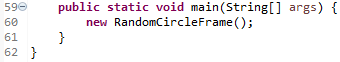 59 public static void main(String[] args) {
60 new RandomCircleFrame();
61 }
62 }